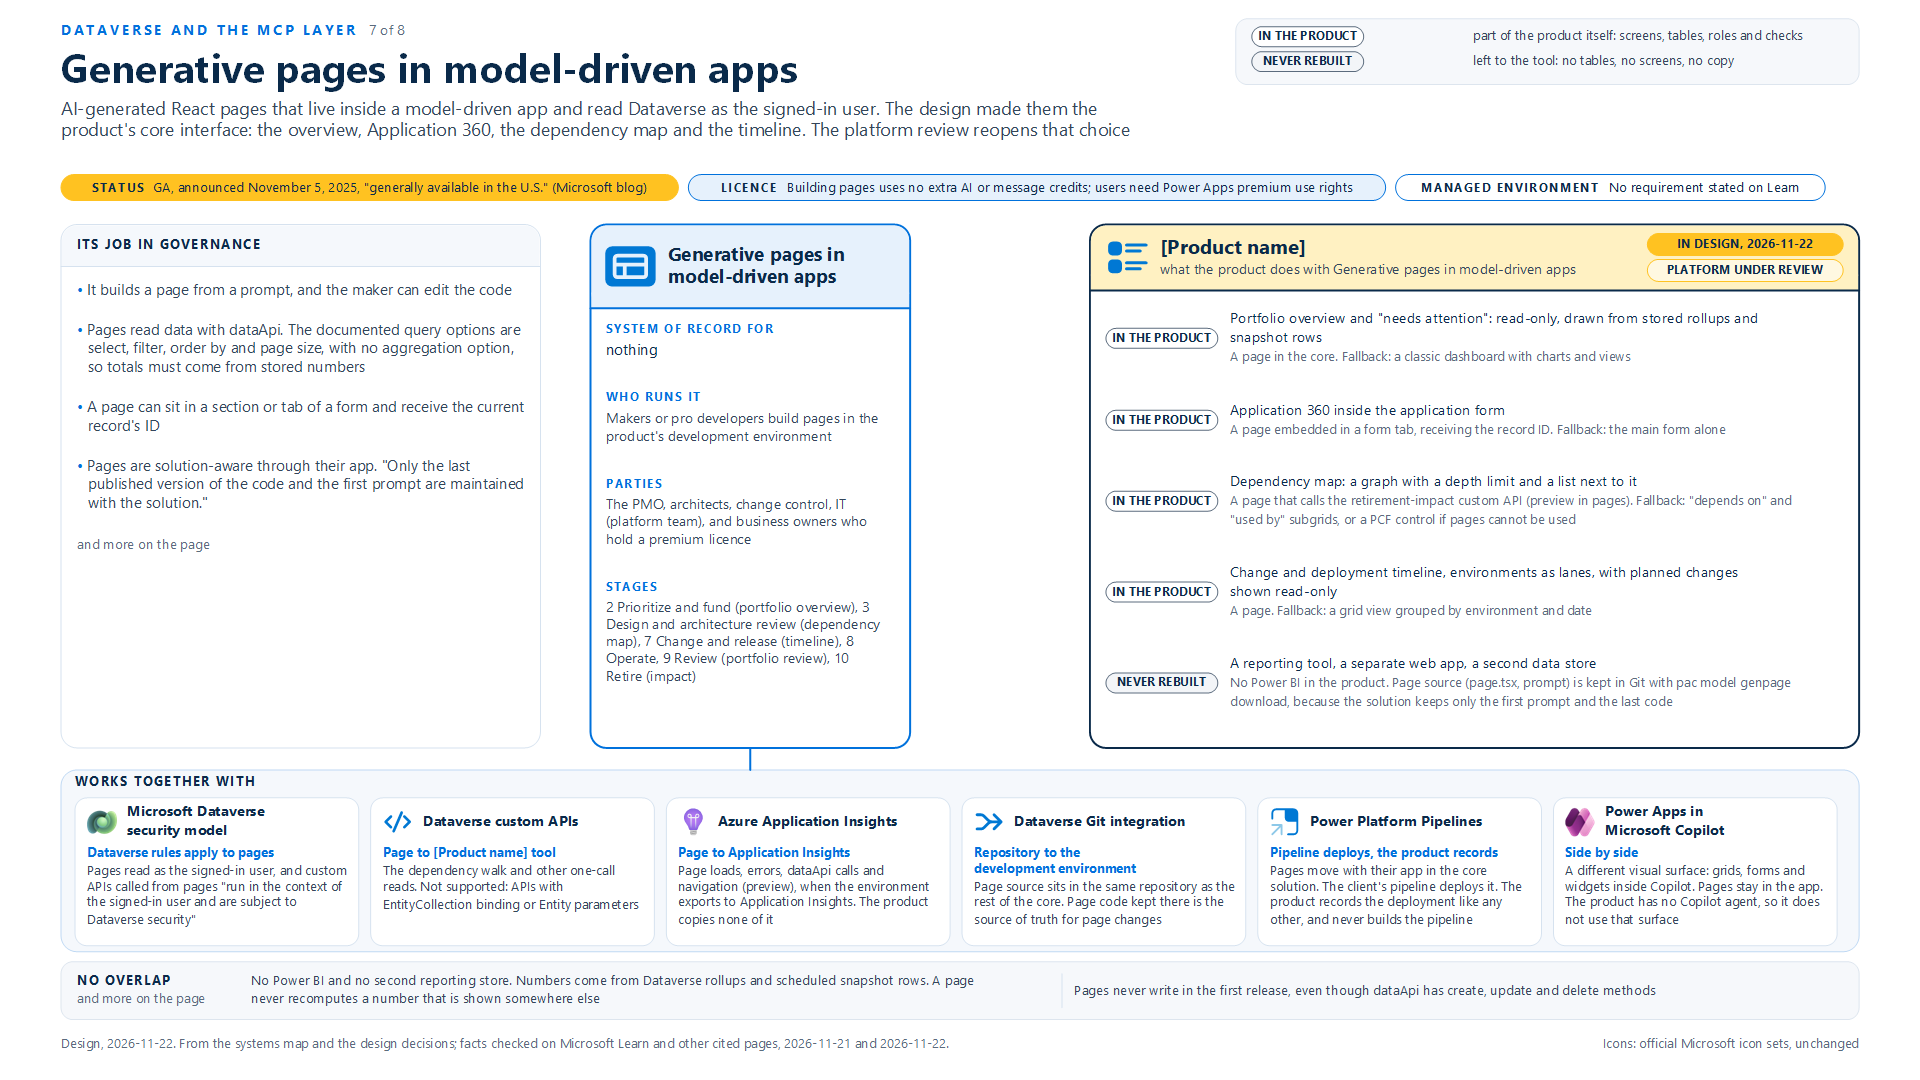 DATAVERSE AND THE MCP LAYER 7 of 8
Generative pages in model-driven apps
AI-generated React pages that live inside a model-driven app and read Dataverse as the signed-in user. The design made them the
product's core interface: the overview, Application 360, the dependency map and the timeline. The platform review reopens that choice
IN THE PRODUCT part of the product itself: screens, tables, roles and checks
NEVER REBUILT left to the tool: no tables, no screens, no copy
STATUS GA, announced November 5, 2025, "generally available in the U.S." (Microsoft blog)
LICENCE Building pages uses no extra AI or message credits; users need Power Apps premium use rights
MANAGED ENVIRONMENT No requirement stated on Learn
ITS JOB IN GOVERNANCE
• It builds a page from a prompt, and the maker can edit the code
• Pages read data with dataApi. The documented query options are
select, filter, order by and page size, with no aggregation option,
so totals must come from stored numbers
• A page can sit in a section or tab of a form and receive the current
record's ID
• Pages are solution-aware through their app. "Only the last
published version of the code and the first prompt are maintained
with the solution."
and more on the page
Generative pages in
model-driven apps
SYSTEM OF RECORD FOR
nothing
WHO RUNS IT
Makers or pro developers build pages in the
product's development environment
PARTIES
The PMO, architects, change control, IT
(platform team), and business owners who
hold a premium licence
STAGES
2 Prioritize and fund (portfolio overview), 3
Design and architecture review (dependency
map), 7 Change and release (timeline), 8
Operate, 9 Review (portfolio review), 10
Retire (impact)
[Product name]
what the product does with Generative pages in model-driven apps
IN DESIGN, 2026-11-22
PLATFORM UNDER REVIEW
IN THE PRODUCT
Portfolio overview and "needs attention": read-only, drawn from stored rollups and
snapshot rows
A page in the core. Fallback: a classic dashboard with charts and views
IN THE PRODUCT
Application 360 inside the application form
A page embedded in a form tab, receiving the record ID. Fallback: the main form alone
IN THE PRODUCT
Dependency map: a graph with a depth limit and a list next to it
A page that calls the retirement-impact custom API (preview in pages). Fallback: "depends on" and
"used by" subgrids, or a PCF control if pages cannot be used
IN THE PRODUCT
Change and deployment timeline, environments as lanes, with planned changes
shown read-only
A page. Fallback: a grid view grouped by environment and date
NEVER REBUILT
A reporting tool, a separate web app, a second data store
No Power BI in the product. Page source (page.tsx, prompt) is kept in Git with pac model genpage
download, because the solution keeps only the first prompt and the last code
WORKS TOGETHER WITH
Microsoft Dataverse
security model
Dataverse rules apply to pages
Pages read as the signed-in user, and custom
APIs called from pages "run in the context of
the signed-in user and are subject to
Dataverse security"
Dataverse custom APIs
Page to [Product name] tool
The dependency walk and other one-call
reads. Not supported: APIs with
EntityCollection binding or Entity parameters
Azure Application Insights
Page to Application Insights
Page loads, errors, dataApi calls and
navigation (preview), when the environment
exports to Application Insights. The product
copies none of it
Dataverse Git integration
Repository to the
development environment
Page source sits in the same repository as the
rest of the core. Page code kept there is the
source of truth for page changes
Power Platform Pipelines
Pipeline deploys, the product records
Pages move with their app in the core
solution. The client's pipeline deploys it. The
product records the deployment like any
other, and never builds the pipeline
Power Apps in
Microsoft Copilot
Side by side
A different visual surface: grids, forms and
widgets inside Copilot. Pages stay in the app.
The product has no Copilot agent, so it does
not use that surface
NO OVERLAP
and more on the page
No Power BI and no second reporting store. Numbers come from Dataverse rollups and scheduled snapshot rows. A page
never recomputes a number that is shown somewhere else
Pages never write in the first release, even though dataApi has create, update and delete methods
Design, 2026-11-22. From the systems map and the design decisions; facts checked on Microsoft Learn and other cited pages, 2026-11-21 and 2026-11-22.
Icons: official Microsoft icon sets, unchanged